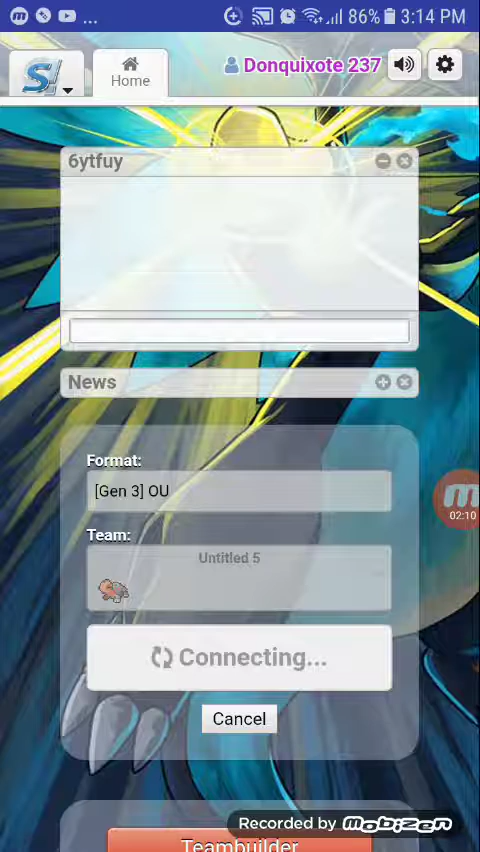 ... 86% 3:14 PM
Home
Donquixote 237
6ytfuy
News
Format:
[Gen 3] OU
Team:
Untitled 5
Connecting...
Cancel
02:10
Recorded by Mobizen
Teambuilder